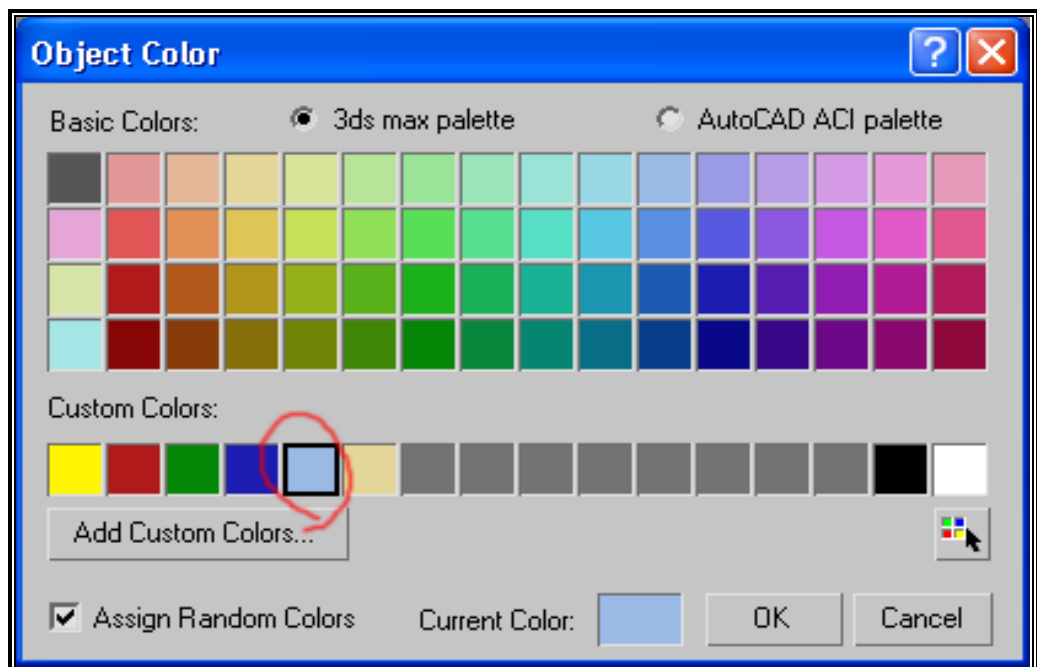 Object Color
?
Basic Colors: 3ds max palette AutoCAD ACI palette
Custom Colors:
Add Custom Colors...
Assign Random Colors Current Color: OK Cancel